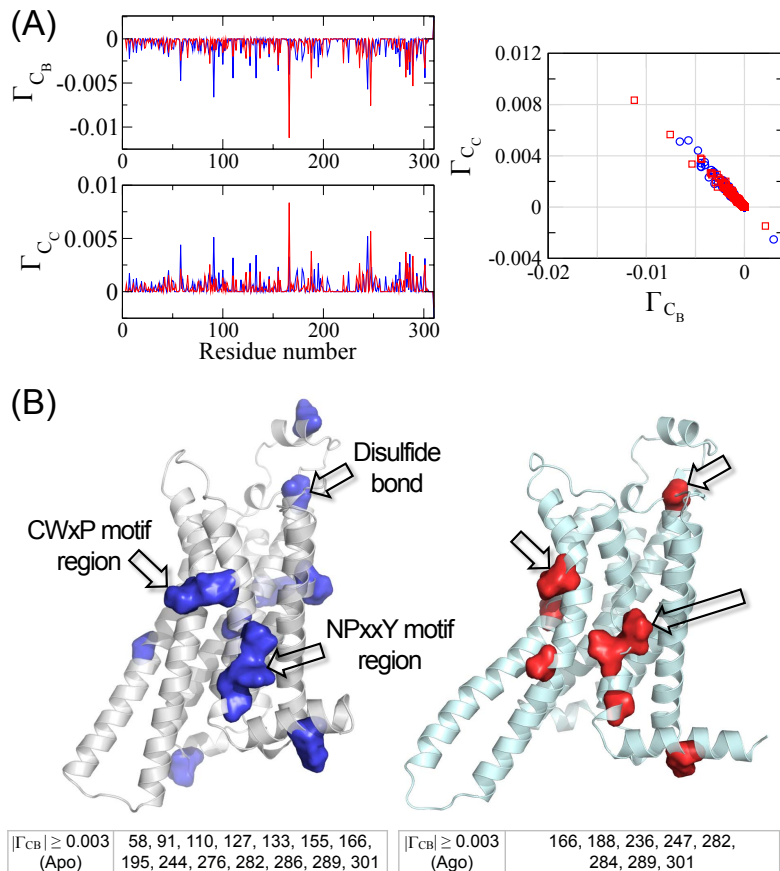 (A)
0
-0.005
-0.01
Γ_{C_B}
0 100 200 300
0.01
0.005
0
Γ_{C_C}
0 100 200 300
Residue number
0.012
0.008
0.004
0
-0.004
Γ_{C_C}
-0.02 -0.01 0
Γ_{C_B}
(B)
Disulfide
bond
CWxP motif
region
NPxxY motif
region
|Γ_{CB}| ≥ 0.003
(Apo)
58, 91, 110, 127, 133, 155, 166,
195, 244, 276, 282, 286, 289, 301
|Γ_{CB}| ≥ 0.003
(Ago)
166, 188, 236, 247, 282,
284, 289, 301